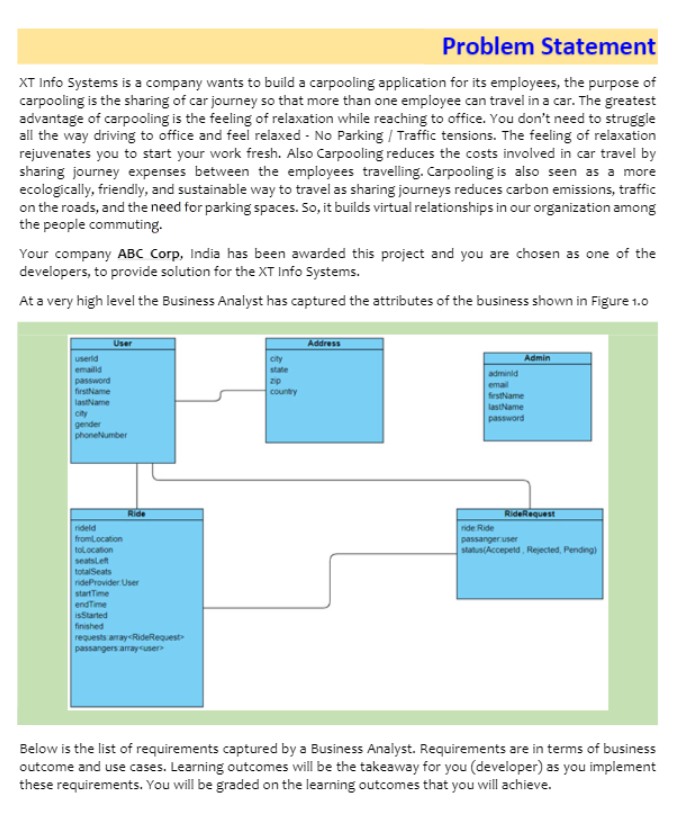 Problem Statement
XT Info Systems is a company wants to build a carpooling application for its employees, the purpose of
carpooling is the sharing of car journey so that more than one employee can travel in a car. The greatest
advantage of carpooling is the feeling of relaxation while reaching to office. You don't need to struggle
all the way driving to office and feel relaxed - No Parking / Traffic tensions. The feeling of relaxation
rejuvenates you to start your work fresh. Also Carpooling reduces the costs involved in car travel by
sharing journey expenses between the employees travelling. Carpooling is also seen as a more
ecologically, friendly, and sustainable way to travel as sharing journeys reduces carbon emissions, traffic
on the roads, and the need for parking spaces. So, it builds virtual relationships in our organization among
the people commuting.
Your company ABC Corp, India has been awarded this project and you are chosen as one of the
developers, to provide solution for the XT Info Systems.
At a very high level the Business Analyst has captured the attributes of the business shown in Figure 1.0
User
userId
emailid
password
firstName
lastName
city
gender
phoneNumber
Address
city
state
zip
country
Admin
adminid
email
firstName
lastName
password
Ride
rideId
fromLocation
toLocation
seatsLeft
totalSeats
rideProvider:User
startTime
endTime
isStarted
finished
requests:array<RideRequest>
passangers:array<user>
RideRequest
ride:Ride
passanger:user
status(Accepetd , Rejected, Pending)
Below is the list of requirements captured by a Business Analyst. Requirements are in terms of business
outcome and use cases. Learning outcomes will be the takeaway for you (developer) as you implement
these requirements. You will be graded on the learning outcomes that you will achieve.